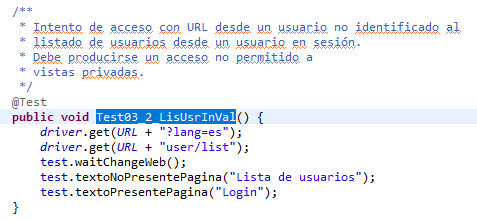 /**
* Intento de acceso con URL desde un usuario no identificado al
* listado de usuarios desde un usuario en sesión.
* Debe producirse un acceso no permitido a
* vistas privadas.
*/
@Test
public void Test03_2_LisUsrInVal() {
driver.get(URL + "?lang=es");
driver.get(URL + "user/list");
test.waitChangeWeb();
test.textoNoPresentePagina("Lista de usuarios");
test.textoPresentePagina("Login");
}